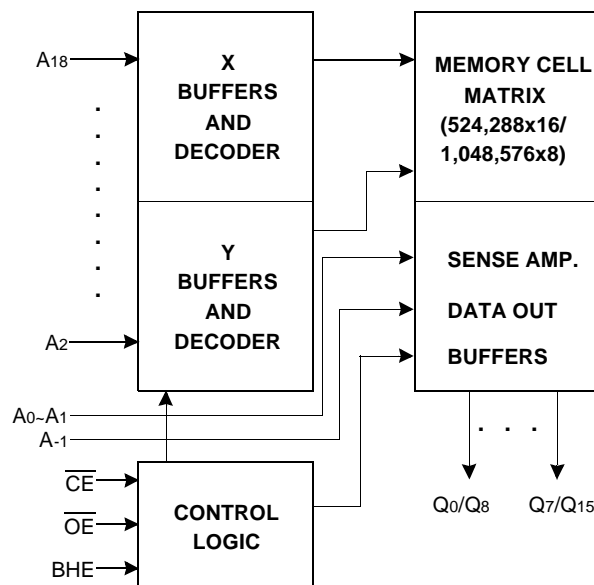 A18
X
BUFFERS
AND
DECODER
MEMORY CELL
MATRIX
(524,288x16/
1,048,576x8)
Y
BUFFERS
AND
DECODER
SENSE AMP.
DATA OUT
BUFFERS
A2
A0~A1
A-1
CE
OE
BHE
CONTROL
LOGIC
Q0/Q8
Q7/Q15